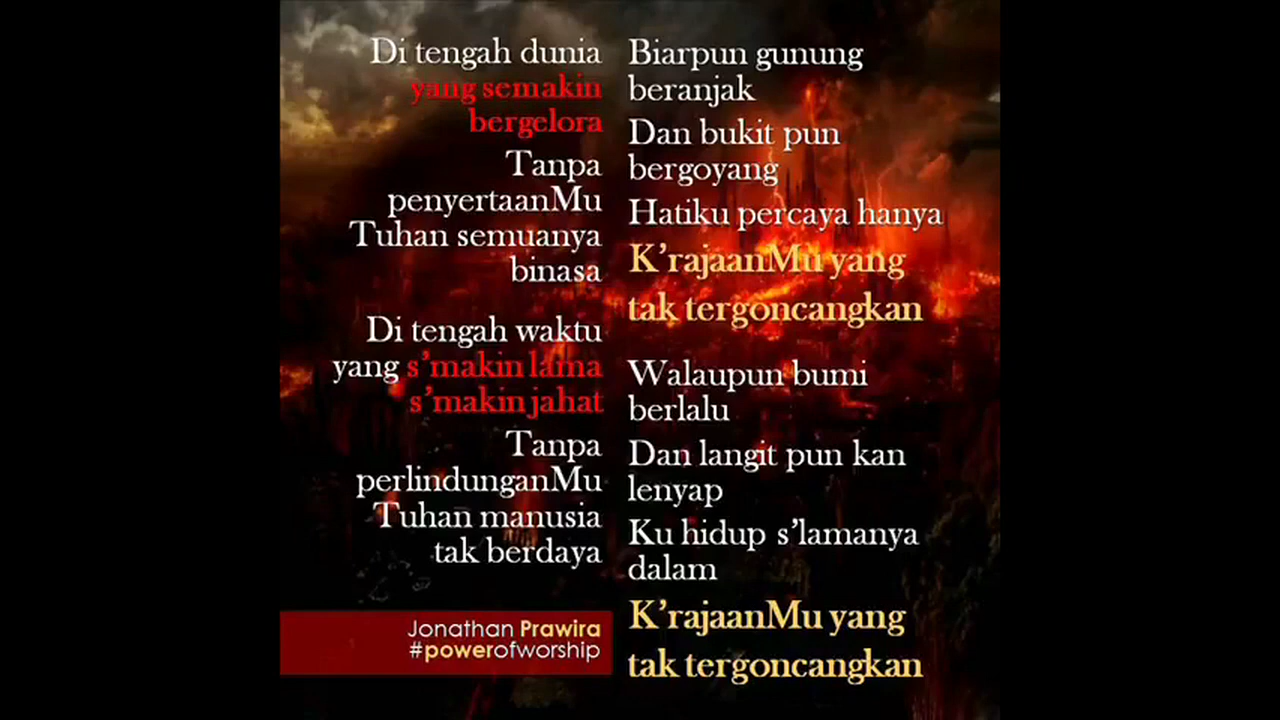 Di tengah dunia
yang semakin
bergelora
Tanpa
penyertaanMu
Tuhan semuanya
binasa
Di tengah waktu
yang s'makin lama
s'makin jahat
Tanpa
perlindunganMu
Tuhan manusia
tak berdaya
Jonathan Prawira
#powerofworship
Biarpun gunung
beranjak
Dan bukit pun
bergoyang
Hatiku percaya hanya
K'rajaanMu yang
tak tergoncangkan
Walaupun bumi
berlalu
Dan langit pun kan
lenyap
Ku hidup s'lamanya
dalam
K'rajaanMu yang
tak tergoncangkan